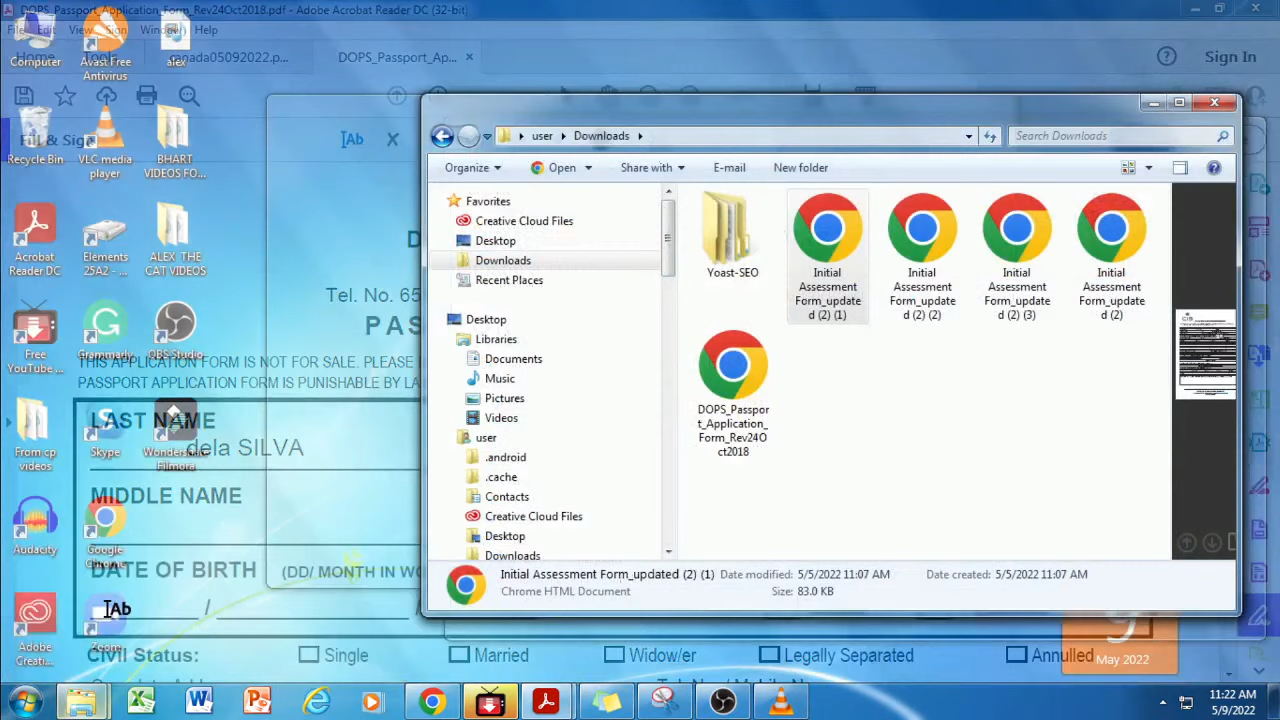 DOPS_Passport_Application_Form_Rev24Oct2018.pdf - Adobe Acrobat Reader DC (32-bit)
File Edit View Sign Window Help
Home Tools canada05092022.p... DOPS_Passport_Ap... Sign In
Fill & Sign
Ab
Computer
Avast Free
Antivirus
alex
Recycle Bin
VLC media
player
BHART
VIDEOS FO...
Acrobat
Reader DC
Elements
25A2 - ...
ALEX THE
CAT VIDEOS
Free
YouTube ...
Grammarly
OBS Studio
From cp
videos
Skype
Wondershare
Filmora
Audacity
Google
Chrome
Adobe
Creati...
Zoom
Tel. No. 65
PAS
THIS APPLICATION FORM IS NOT FOR SALE. PLEASE
PASSPORT APPLICATION FORM IS PUNISHABLE BY LA
LAST NAME
dela SILVA
MIDDLE NAME
DATE OF BIRTH (DD/ MONTH IN WO
Ab / /
Civil Status: Single Married Widow/er Legally Separated Annulled
user Downloads
Search Downloads
Organize Open Share with E-mail New folder
Favorites
Creative Cloud Files
Desktop
Downloads
Recent Places
Desktop
Libraries
Documents
Music
Pictures
Videos
user
.android
.cache
Contacts
Creative Cloud Files
Desktop
Downloads
Yoast-SEO
Initial
Assessment
Form_update
d (2) (1)
Initial
Assessment
Form_update
d (2) (2)
Initial
Assessment
Form_update
d (2) (3)
Initial
Assessment
Form_update
d (2)
DOPS_Passpor
t_Application_
Form_Rev24O
ct2018
Initial Assessment Form_updated (2) (1) Date modified: 5/5/2022 11:07 AM Date created: 5/5/2022 11:07 AM
Chrome HTML Document Size: 83.0 KB
9
May 2022
11:22 AM
5/9/2022